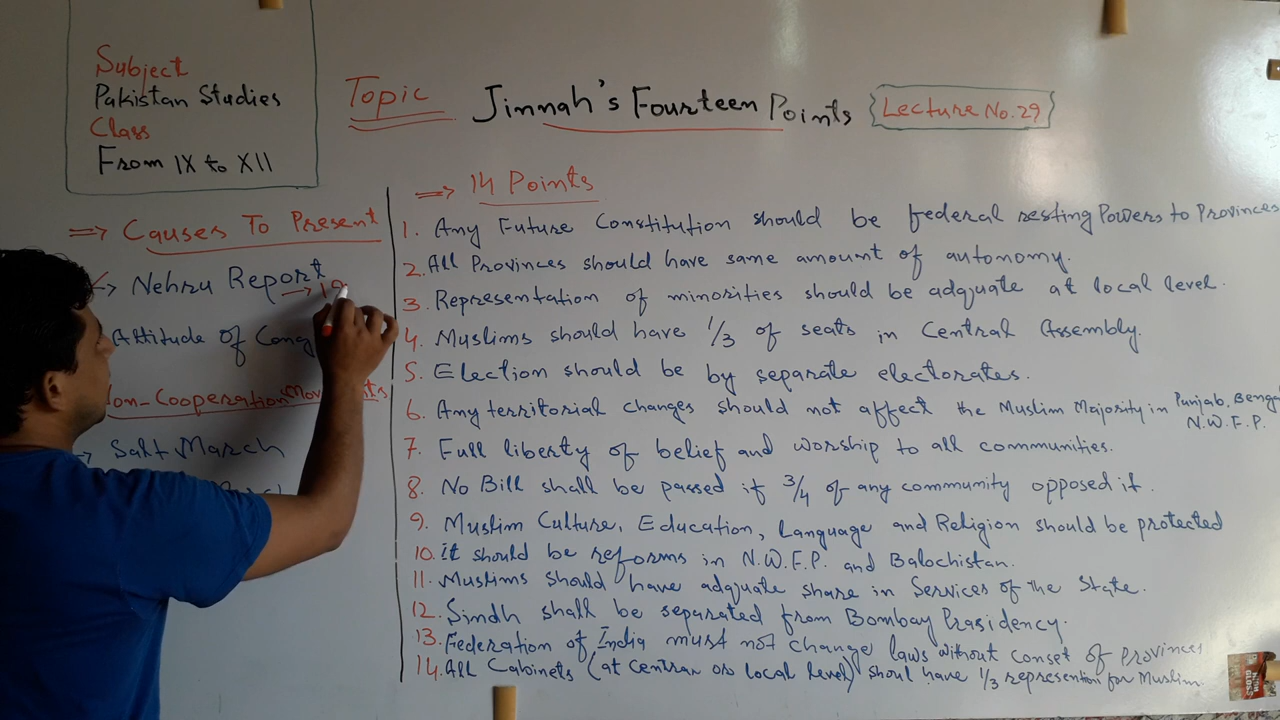 Subject
Pakistan Studies
Class
From IX to XII
Topic Jinnah's Fourteen Points Lecture No. 29
⇒ Causes To Present
→ Nehru Report
→ 19
Attitude of Cong
on-Cooperation Mov ts
→ Salt March
⇒ 14 Points
1. Any Future Constitution should be federal resting Powers to Provinces
2. All Provinces should have same amount of autonomy.
3. Representation of minorities should be adquate at local level.
4. Muslims should have 1/3 of seats in Central Assembly.
5. Election should be by separate electorates.
6. Any territorial changes should not affect the Muslim Majority in Punjab, Benga
N.W.F.P.
7. Full liberty of belief and worship to all communities.
8. No Bill shall be passed if 3/4 of any community opposed it.
9. Muslim Culture, Education, Language and Religion should be protected
10. it should be reforms in N.W.F.P. and Balochistan.
11. Muslims should have adquate share in Services of the State.
12. Sindh shall be separated from Bombay Prasidency.
13. Federation of India must not change laws without conset of provinces
14. All Cabinets (at centran or local level) shoul have 1/3 represention for Muslim.